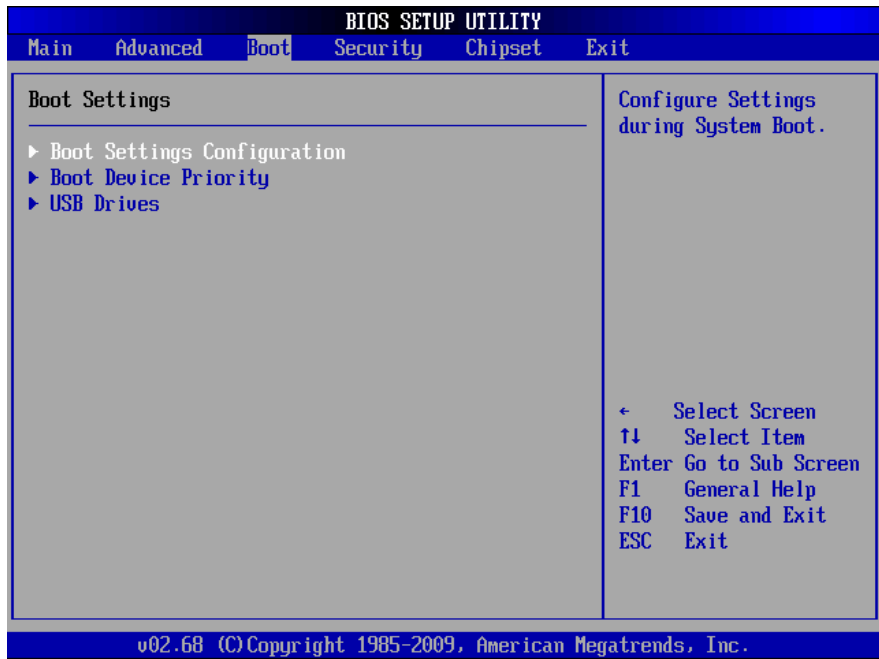 BIOS SETUP UTILITY
Main Advanced Boot Security Chipset Exit
Boot Settings
▶ Boot Settings Configuration
▶ Boot Device Priority
▶ USB Drives
Configure Settings
during System Boot.
← Select Screen
↑↓ Select Item
Enter Go to Sub Screen
F1 General Help
F10 Save and Exit
ESC Exit
v02.68 (C)Copyright 1985-2009, American Megatrends, Inc.